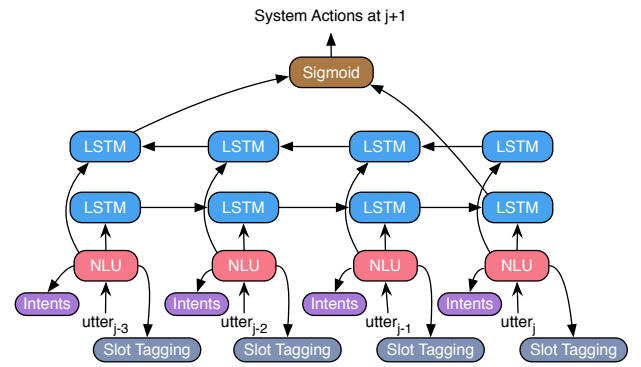 System Actions at j+1
Sigmoid
LSTM LSTM LSTM LSTM
LSTM LSTM LSTM LSTM
NLU NLU NLU NLU
Intents Intents Intents Intents
utterj-3 utterj-2 utterj-1 utterj
Slot Tagging Slot Tagging Slot Tagging Slot Tagging